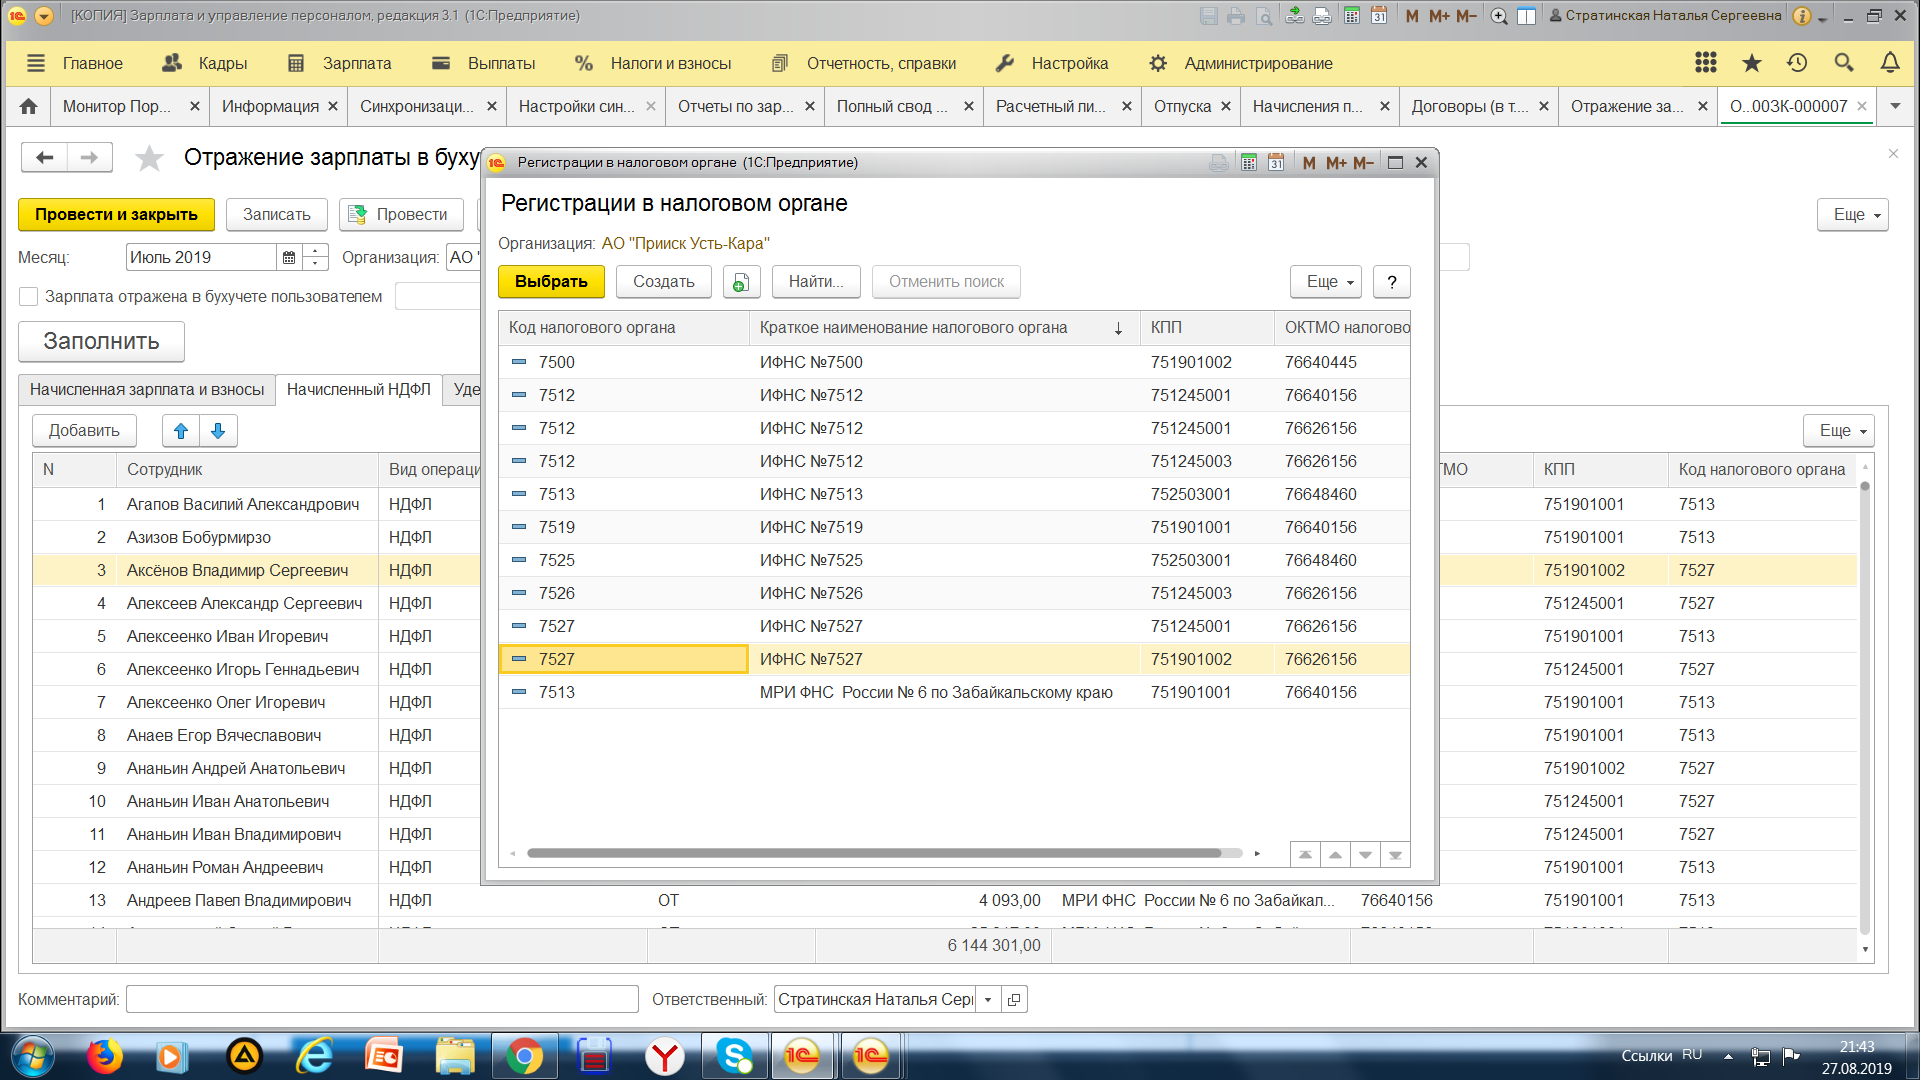 [КОПИЯ] Зарплата и управление персоналом, редакция 3.1 (1С:Предприятие)
M M+ M- Стратинская Наталья Сергеевна
Главное Кадры Зарплата Выплаты Налоги и взносы Отчетность, справки Настройка Администрирование
Монитор Пор... Информация Синхронизаци... Настройки син... Отчеты по зар... Полный свод ... Расчетный ли... Отпуска Начисления п... Договоры (в т.... Отражение за... О..00ЗК-000007
Отражение зарплаты в буху
Провести и закрыть Записать Провести Еще
Месяц: Июль 2019 Организация: АО "
Зарплата отражена в бухучете пользователем
Заполнить
Начисленная зарплата и взносы Начисленный НДФЛ Уде
Добавить Еще
N Сотрудник Вид операци ТМО КПП Код налогового органа
1 Агапов Василий Александрович НДФЛ 751901001 7513
2 Азизов Бобурмирзо НДФЛ 751901001 7513
3 Аксёнов Владимир Сергеевич НДФЛ 751901002 7527
4 Алексеев Александр Сергеевич НДФЛ 751245001 7527
5 Алексеенко Иван Игоревич НДФЛ 751901001 7513
6 Алексеенко Игорь Геннадьевич НДФЛ 751245001 7527
7 Алексеенко Олег Игоревич НДФЛ 751901001 7513
8 Анаев Егор Вячеславович НДФЛ 751901001 7513
9 Ананьин Андрей Анатольевич НДФЛ 751901002 7527
10 Ананьин Иван Анатольевич НДФЛ 751245001 7527
11 Ананьин Иван Владимирович НДФЛ 751245001 7527
12 Ананьин Роман Андреевич НДФЛ 751901001 7513
13 Андреев Павел Владимирович НДФЛ ОТ 4 093,00 МРИ ФНС России № 6 по Забайкал... 76640156 751901001 7513
6 144 301,00
Комментарий: Ответственный: Стратинская Наталья Серг
Регистрации в налоговом органе (1С:Предприятие) M M+ M-
Регистрации в налоговом органе
Организация: АО "Прииск Усть-Кара"
Выбрать Создать Найти... Отменить поиск Еще ?
Код налогового органа Краткое наименование налогового органа КПП ОКТМО налогово
7500 ИФНС №7500 751901002 76640445
7512 ИФНС №7512 751245001 76640156
7512 ИФНС №7512 751245001 76626156
7512 ИФНС №7512 751245003 76626156
7513 ИФНС №7513 752503001 76648460
7519 ИФНС №7519 751901001 76640156
7525 ИФНС №7525 752503001 76648460
7526 ИФНС №7526 751245003 76626156
7527 ИФНС №7527 751245001 76626156
7527 ИФНС №7527 751901002 76626156
7513 МРИ ФНС России № 6 по Забайкальскому краю 751901001 76640156
Ссылки RU 21:43
27.08.2019